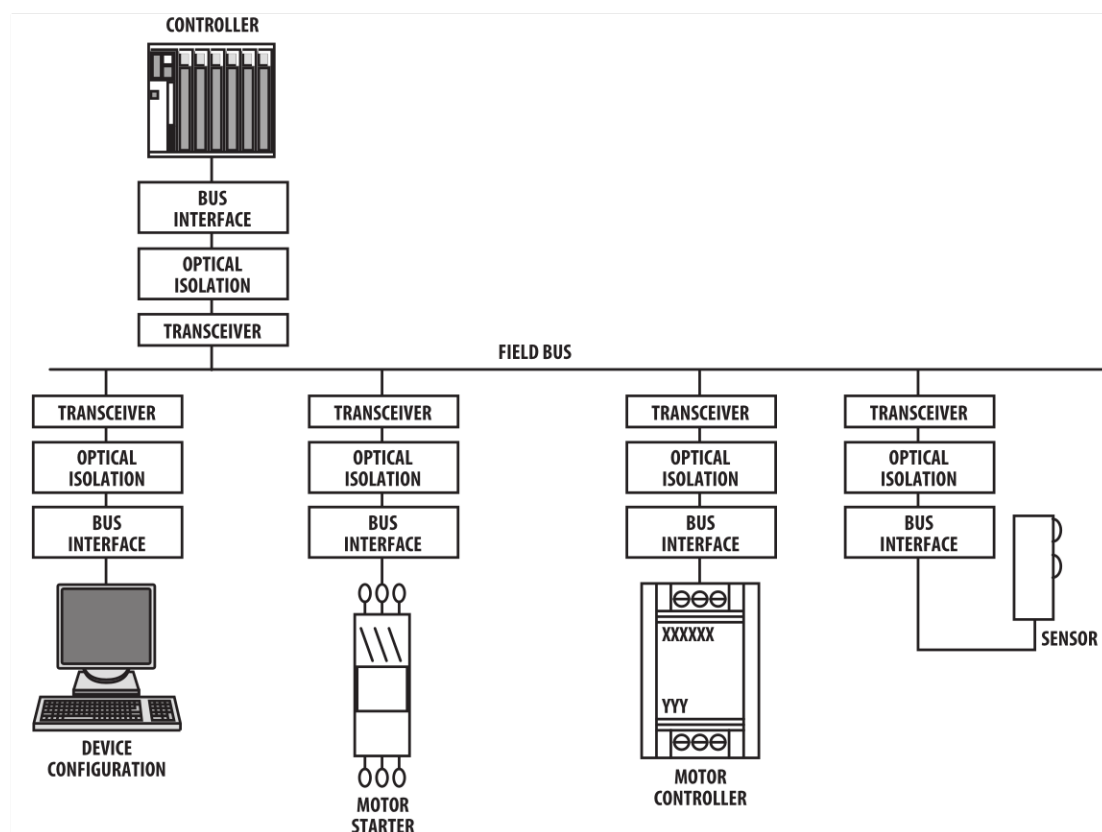 CONTROLLER
BUS
INTERFACE
OPTICAL
ISOLATION
TRANSCEIVER
FIELD BUS
TRANSCEIVER
OPTICAL
ISOLATION
BUS
INTERFACE
DEVICE
CONFIGURATION
TRANSCEIVER
OPTICAL
ISOLATION
BUS
INTERFACE
MOTOR
STARTER
TRANSCEIVER
OPTICAL
ISOLATION
BUS
INTERFACE
XXXXXX
YYY
MOTOR
CONTROLLER
TRANSCEIVER
OPTICAL
ISOLATION
BUS
INTERFACE
SENSOR